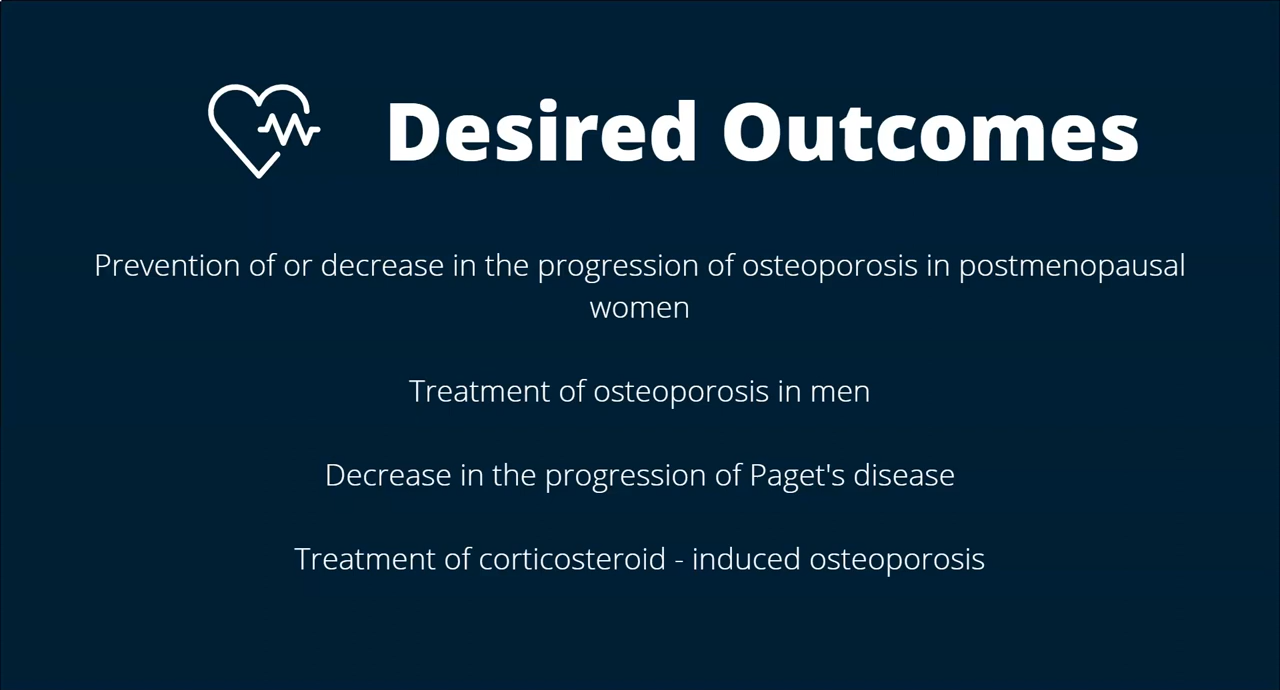 Desired Outcomes
Prevention of or decrease in the progression of osteoporosis in postmenopausal
women
Treatment of osteoporosis in men
Decrease in the progression of Paget's disease
Treatment of corticosteroid - induced osteoporosis